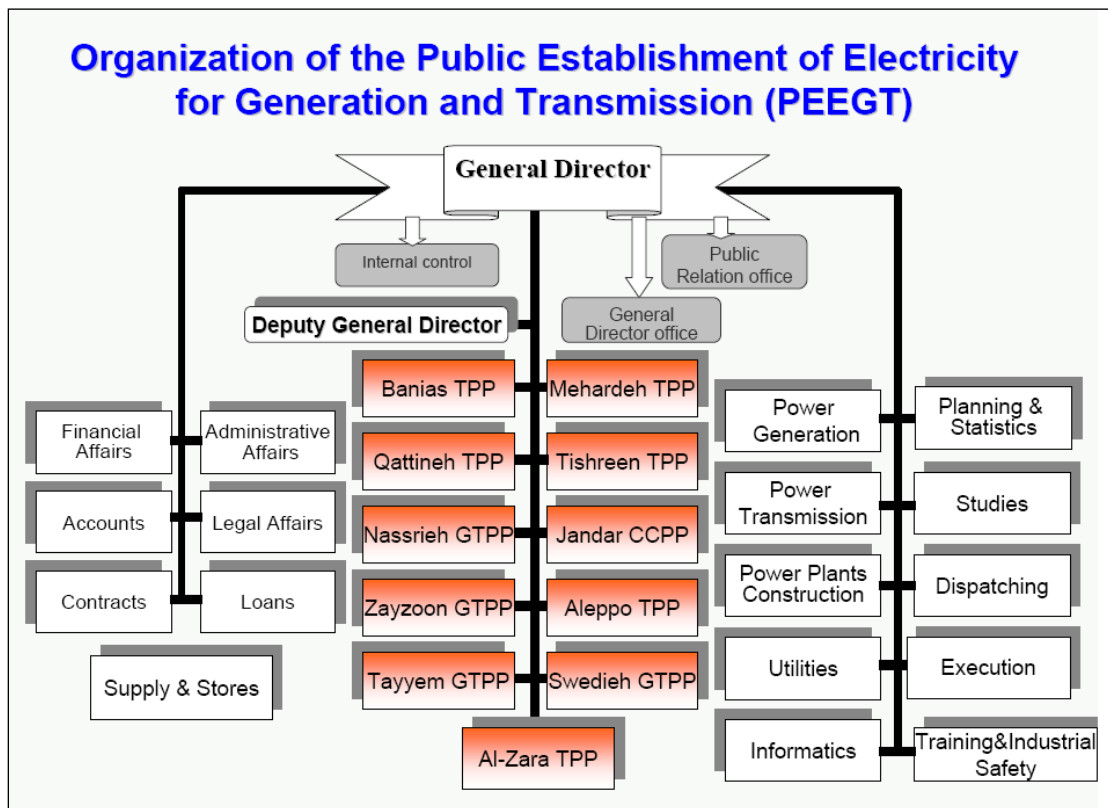 Organization of the Public Establishment of Electricity
for Generation and Transmission (PEEGT)
General Director
Internal control
Public
Relation office
General
Director office
Deputy General Director
Banias TPP
Mehardeh TPP
Qattineh TPP
Tishreen TPP
Nassrieh GTPP
Jandar CCPP
Zayzoon GTPP
Aleppo TPP
Tayyem GTPP
Swedieh GTPP
Al-Zara TPP
Financial
Affairs
Administrative
Affairs
Accounts
Legal Affairs
Contracts
Loans
Supply & Stores
Power
Generation
Planning &
Statistics
Power
Transmission
Studies
Power Plants
Construction
Dispatching
Utilities
Execution
Informatics
Training&Industrial
Safety